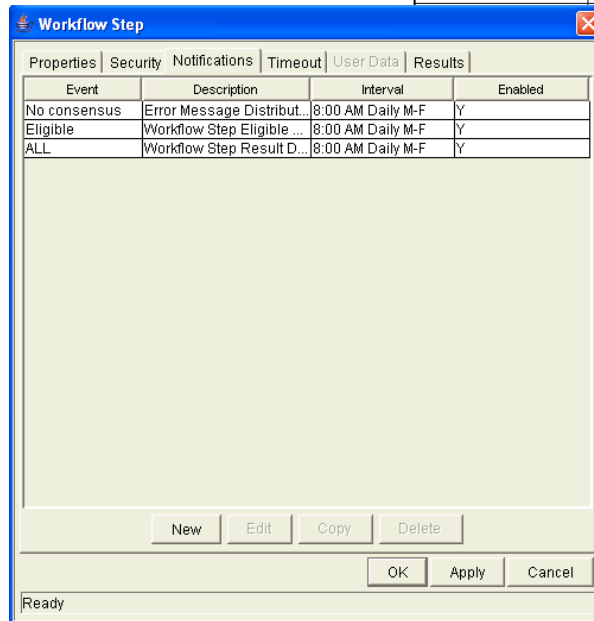 Workflow Step
Properties Security Notifications Timeout User Data Results
Event Description Interval Enabled
No consensus Error Message Distribut... 8:00 AM Daily M-F Y
Eligible Workflow Step Eligible ... 8:00 AM Daily M-F Y
ALL Workflow Step Result D... 8:00 AM Daily M-F Y
New Edit Copy Delete
OK Apply Cancel
Ready